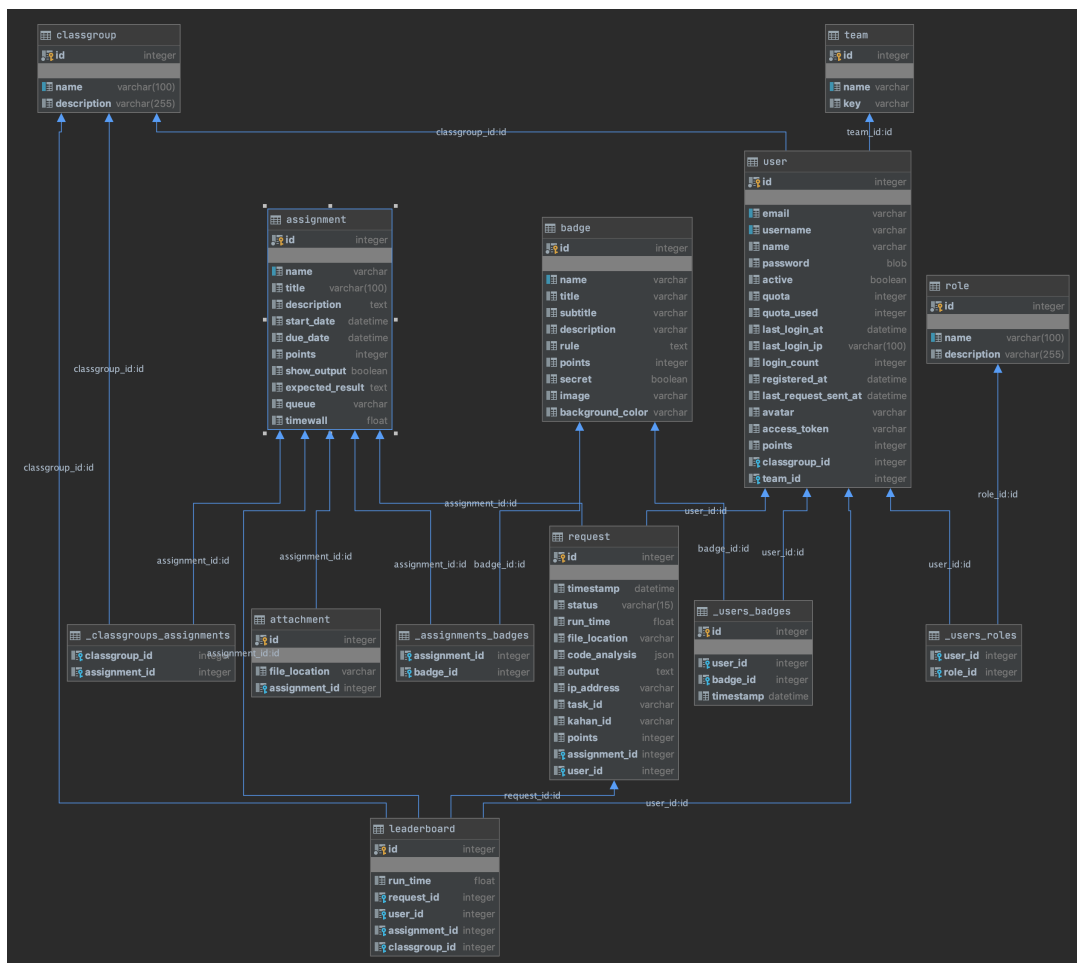 classgroup
id integer
name varchar(100)
description varchar(255)
team
id integer
name varchar
key varchar
classgroup_id:id
team_id:id
user
id integer
email varchar
username varchar
name varchar
password blob
active boolean
quota integer
quota_used integer
last_login_at datetime
last_login_ip varchar(100)
login_count integer
registered_at datetime
last_request_sent_at datetime
avatar varchar
access_token varchar
points integer
classgroup_id integer
team_id integer
assignment
id integer
name varchar
title varchar(100)
description text
start_date datetime
due_date datetime
points integer
show_output boolean
expected_result text
queue varchar
timewall float
badge
id integer
name varchar
title varchar
subtitle varchar
description varchar
rule text
points integer
secret boolean
image varchar
background_color varchar
role
id integer
name varchar(100)
description varchar(255)
classgroup_id:id
classgroup_id:id
assignment_id:id
user_id:id
role_id:id
assignment_id:id
assignment_id:id
assignment_id:id
badge_id:id
badge_id:id
user_id:id
user_id:id
_classgroups_assignments
classgroup_id integer
assignment_id integer
assignment_id:id
attachment
id integer
file_location varchar
assignment_id integer
_assignments_badges
assignment_id integer
badge_id integer
request
id integer
timestamp datetime
status varchar(15)
run_time float
file_location varchar
code_analysis json
output text
ip_address varchar
task_id varchar
kahan_id varchar
points integer
assignment_id integer
user_id integer
_users_badges
id integer
user_id integer
badge_id integer
timestamp datetime
_users_roles
user_id integer
role_id integer
request_id:id
user_id:id
leaderboard
id integer
run_time float
request_id integer
user_id integer
assignment_id integer
classgroup_id integer